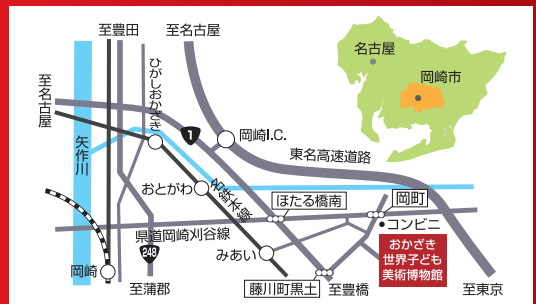 至豊田
至名古屋
至名古屋
ひがしおかざき
名古屋
岡崎市
矢作川
1
岡崎I.C.
東名高速道路
おとがわ
名鉄本線
ほたる橋南
岡町
コンビニ
県道岡崎刈谷線
248
みあい
おかざき
世界子ども
美術博物館
岡崎
至蒲郡
藤川町黒土
至豊橋
至東京